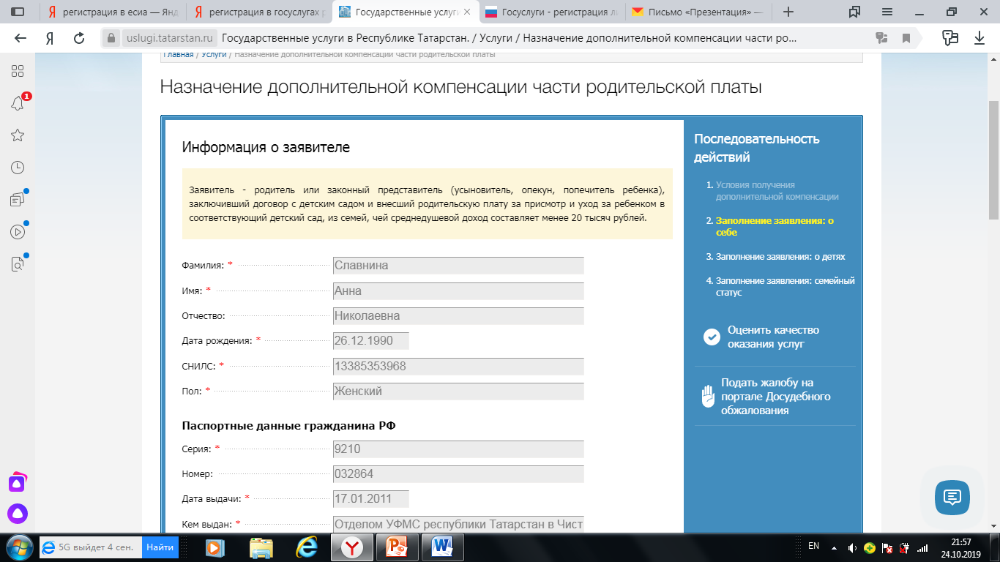 регистрация в есиа — Янд
регистрация в госуслугах р
Государственные услуги
Госуслуги - регистрация ли
Письмо «Презентация» —
uslugi.tatarstan.ru Государственные услуги в Республике Татарстан. / Услуги / Назначение дополнительной компенсации части ро...
Главная / Услуги / Назначение дополнительной компенсации части родительской платы
1
Назначение дополнительной компенсации части родительской платы
Информация о заявителе
Заявитель - родитель или законный представитель (усыновитель, опекун, попечитель ребенка),
заключивший договор с детским садом и внесший родительскую плату за присмотр и уход за ребенком в
соответствующий детский сад, из семей, чей среднедушевой доход составляет менее 20 тысяч рублей.
Фамилия: * Славнина
Имя: * Анна
Отчество: Николаевна
Дата рождения: * 26.12.1990
СНИЛС: * 13385353968
Пол: * Женский
Паспортные данные гражданина РФ
Серия: * 9210
Номер: 032864
Дата выдачи: * 17.01.2011
Кем выдан: * Отделом УФМС республики Татарстан в Чист
Последовательность
действий
1. Условия получения
дополнительной компенсации
2. Заполнение заявления: о
себе
3. Заполнение заявления: о детях
4. Заполнение заявления: семейный
статус
Оценить качество
оказания услуг
Подать жалобу на
портале Досудебного
обжалования
5G выйдет 4 сен. Найти
EN
21:57
24.10.2019